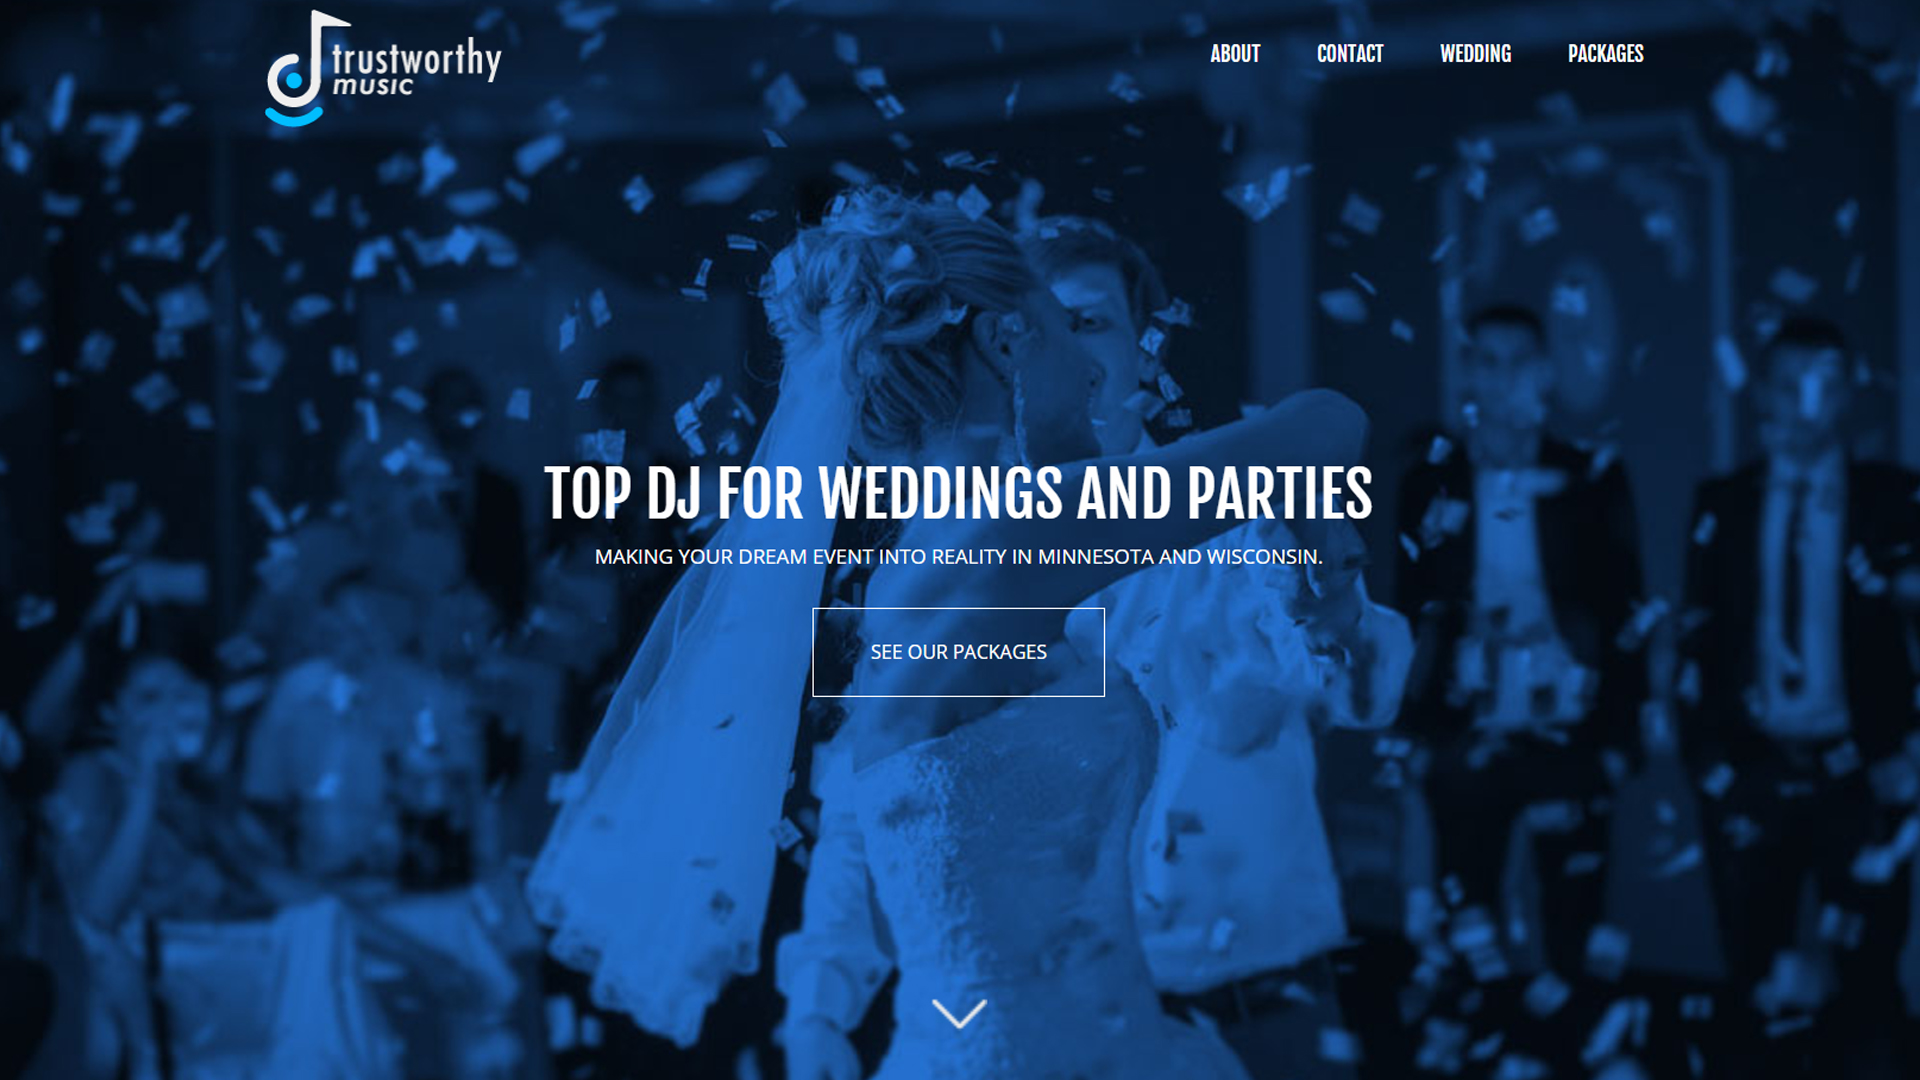 trustworthy
music
ABOUT
CONTACT
WEDDING
PACKAGES
TOP DJ FOR WEDDINGS AND PARTIES
MAKING YOUR DREAM EVENT INTO REALITY IN MINNESOTA AND WISCONSIN.
SEE OUR PACKAGES